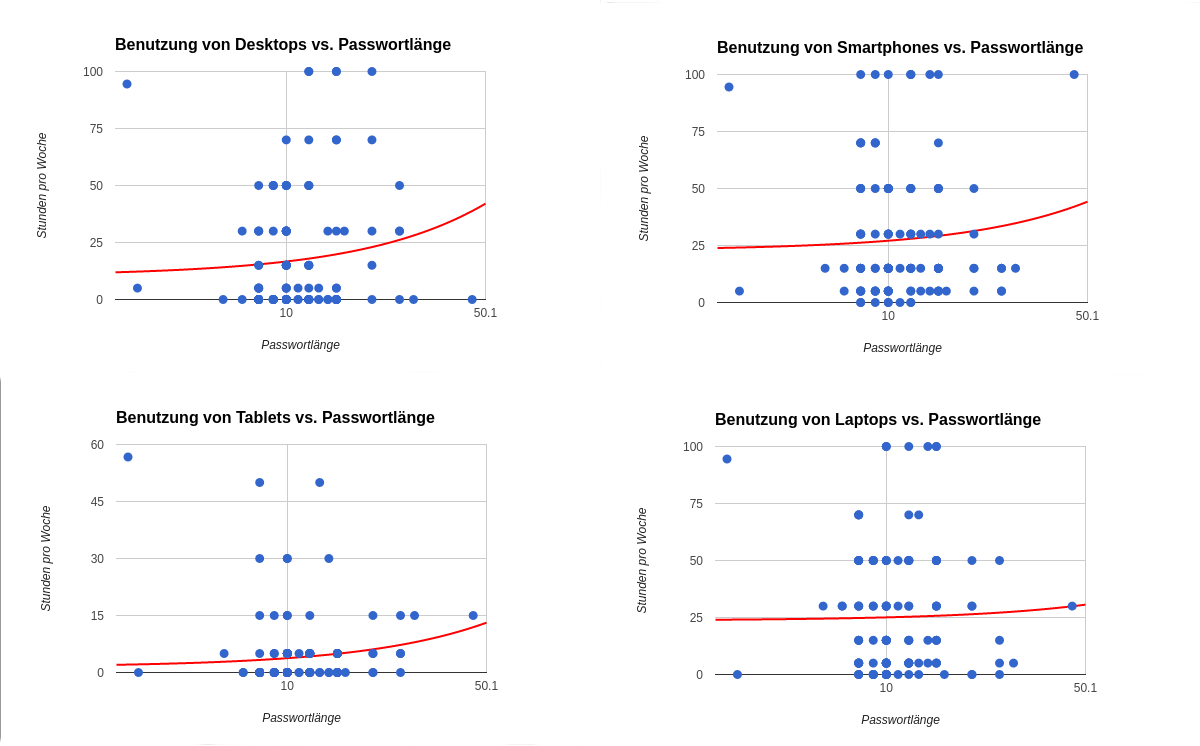 Benutzung von Desktops vs. Passwortlänge
100
75
50
25
0
Stunden pro Woche
10
50.1
Passwortlänge
Benutzung von Smartphones vs. Passwortlänge
100
75
50
25
0
Stunden pro Woche
10
50.1
Passwortlänge
Benutzung von Tablets vs. Passwortlänge
60
45
30
15
0
Stunden pro Woche
10
50.1
Passwortlänge
Benutzung von Laptops vs. Passwortlänge
100
75
50
25
0
Stunden pro Woche
10
50.1
Passwortlänge